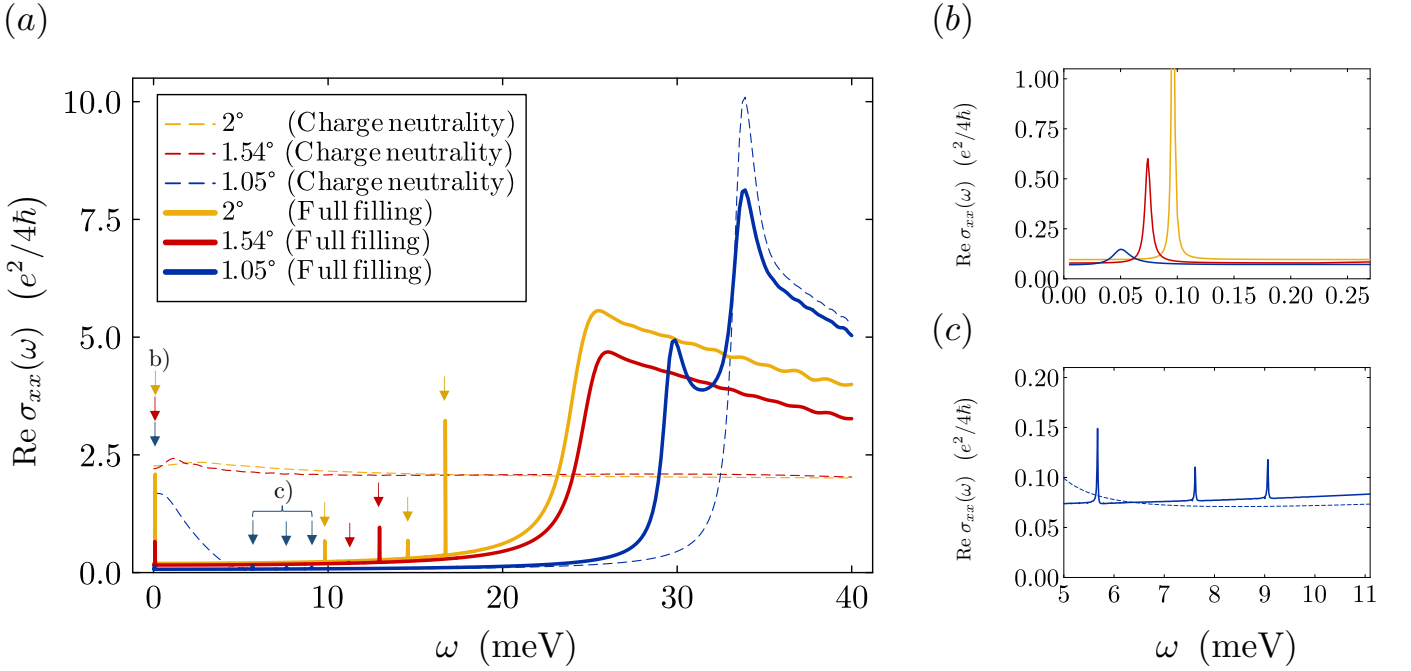 (a)
Re σxx(ω) (e²/4ħ)
10.0
7.5
5.0
2.5
0.0
2° (Charge neutrality)
1.54° (Charge neutrality)
1.05° (Charge neutrality)
2° (Full filling)
1.54° (Full filling)
1.05° (Full filling)
b)
c)
0 10 20 30 40
ω (meV)
(b)
Re σxx(ω) (e²/4ħ)
1.00
0.75
0.50
0.25
0.00
0.00 0.05 0.10 0.15 0.20 0.25
(c)
Re σxx(ω) (e²/4ħ)
0.20
0.15
0.10
0.05
0.00
5 6 7 8 9 10 11
ω (meV)